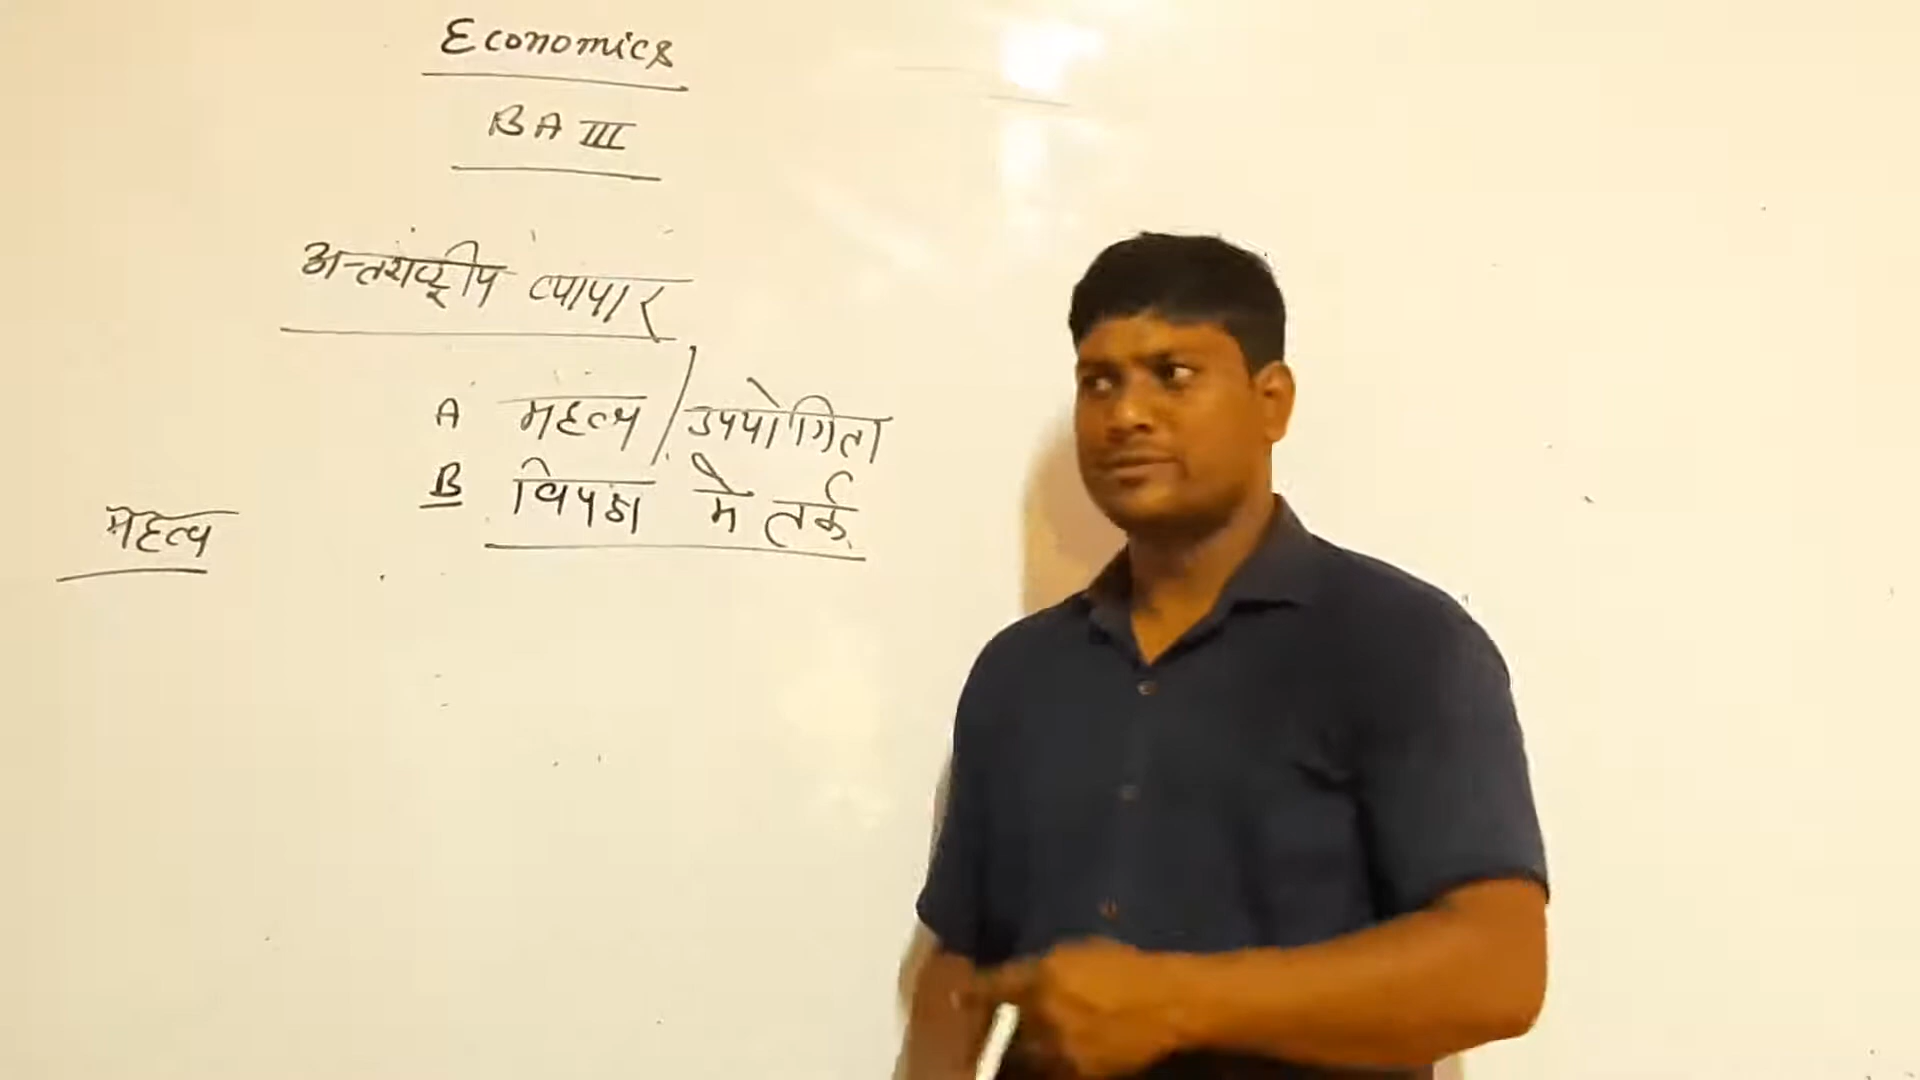 Economics
BA III
अन्तराष्ट्रीय व्यापार
A महत्व / उपयोगिता
B विपक्ष मे तर्क
महत्व